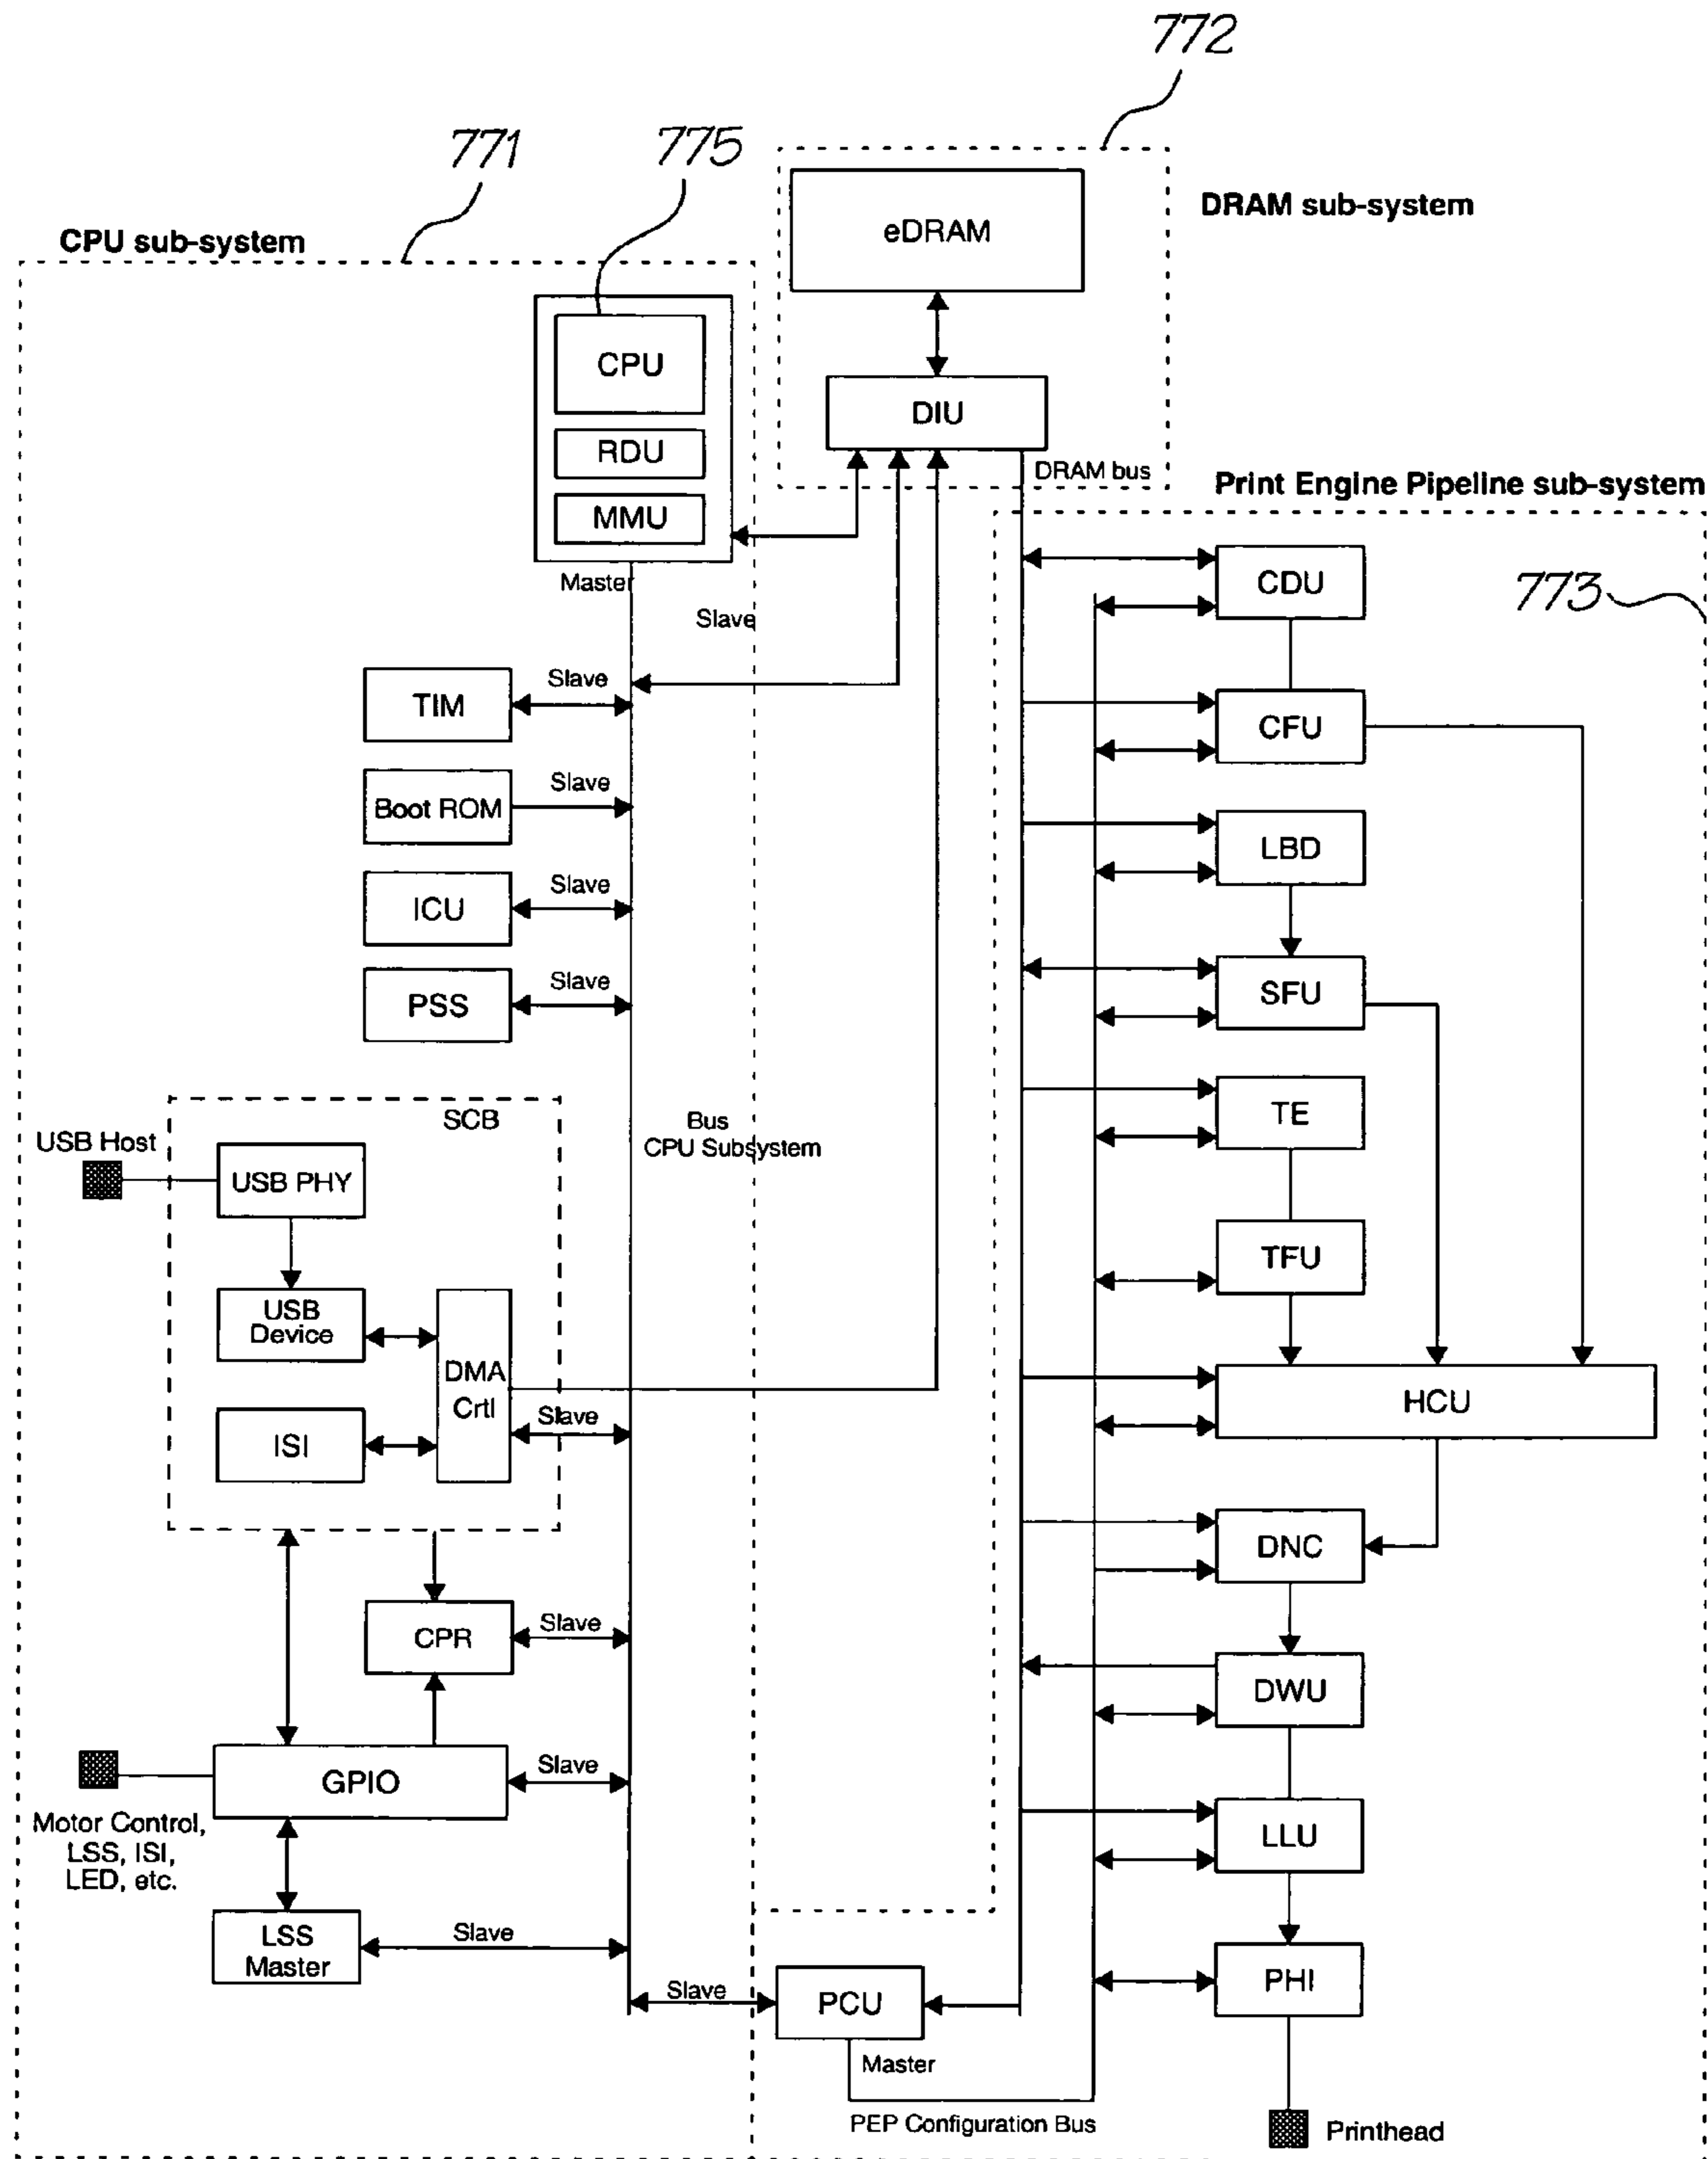 772
771
775
DRAM sub-system
CPU sub-system
eDRAM
CPU
DIU
RDU
DRAM bus
Print Engine Pipeline sub-system
MMU
Master
Slave
CDU
773
TIM
Slave
CFU
Boot ROM
Slave
LBD
ICU
Slave
SFU
PSS
Slave
TE
SCB
Bus
CPU Subsystem
USB Host
USB PHY
TFU
USB
Device
DMA
Crtl
Slave
HCU
ISI
DNC
CPR
Slave
DWU
GPIO
Slave
Motor Control,
LSS, ISI,
LED, etc.
LLU
LSS
Master
Slave
PHI
Slave
PCU
Master
PEP Configuration Bus
Printhead